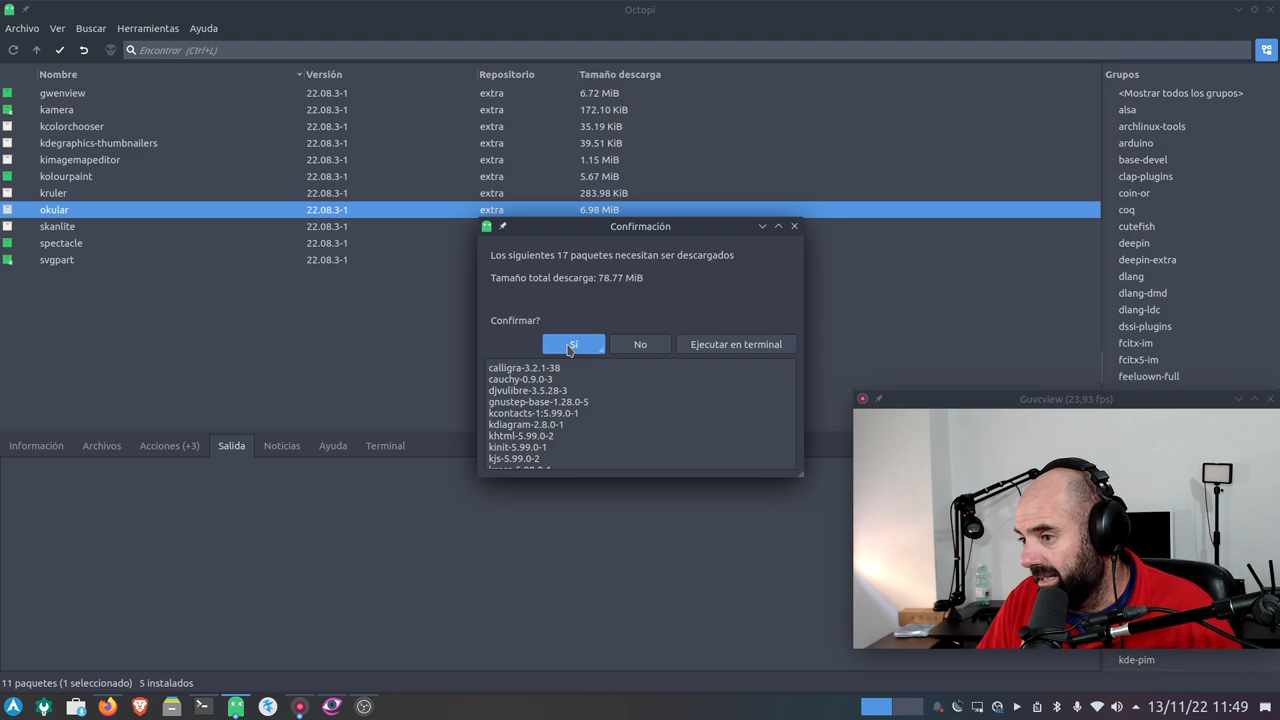 Octopi
Archivo Ver Buscar Herramientas Ayuda
Encontrar (Ctrl+L)
Nombre Versión Repositorio Tamaño descarga Grupos
gwenview 22.08.3-1 extra 6.72 MiB <Mostrar todos los grupos>
kamera 22.08.3-1 extra 172.10 KiB alsa
kcolorchooser 22.08.3-1 extra 35.19 KiB archlinux-tools
kdegraphics-thumbnailers 22.08.3-1 extra 39.51 KiB arduino
kimagemapeditor 22.08.3-1 extra 1.15 MiB base-devel
kolourpaint 22.08.3-1 extra 5.67 MiB clap-plugins
kruler 22.08.3-1 extra 283.98 KiB coin-or
okular 22.08.3-1 extra 6.98 MiB coq
skanlite 22.08.3-1 cutefish
spectacle 22.08.3-1 deepin
svgpart 22.08.3-1 deepin-extra
dlang
dlang-dmd
dlang-ldc
dssi-plugins
fcitx-im
fcitx5-im
feeluown-full
Confirmación
Los siguientes 17 paquetes necesitan ser descargados
Tamaño total descarga: 78.77 MiB
Confirmar?
Sí No Ejecutar en terminal
calligra-3.2.1-38
cauchy-0.9.0-3
djvulibre-3.5.28-3
gnustep-base-1.28.0-5
kcontacts-1:5.99.0-1
kdiagram-2.8.0-1
khtml-5.99.0-2
kinit-5.99.0-1
kjs-5.99.0-2
Guvcview (23,93 fps)
Información Archivos Acciones (+3) Salida Noticias Aviso Terminal
kde-pim
11 paquetes (1 seleccionado) 5 instalados
13/11/22 11:49